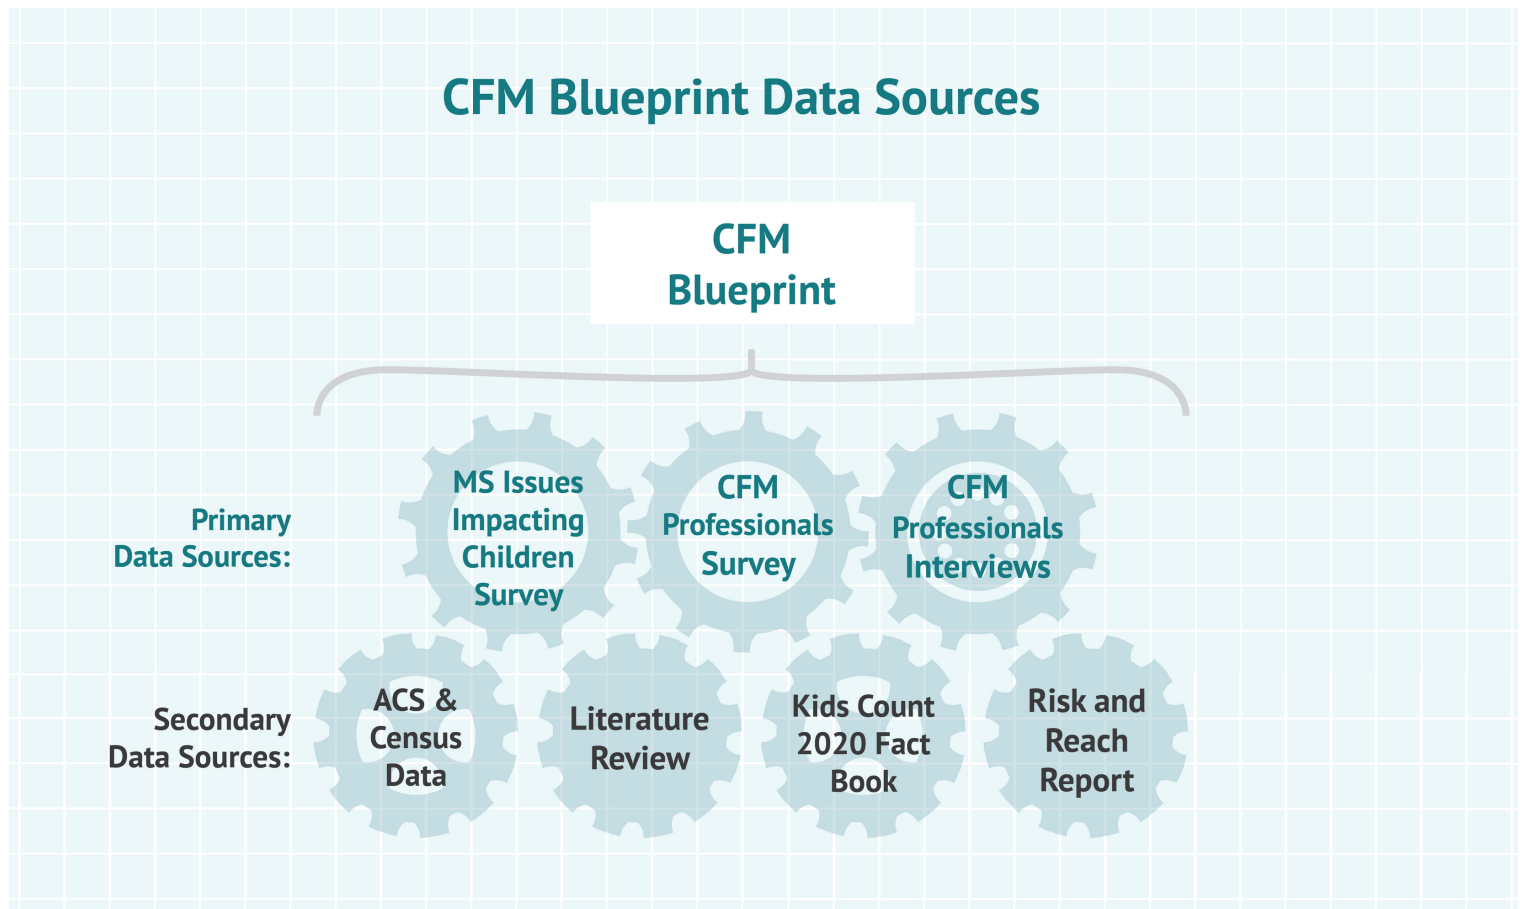 CFM Blueprint Data Sources
CFM
Blueprint
Primary
Data Sources:
MS Issues
Impacting
Children
Survey
CFM
Professionals
Survey
CFM
Professionals
Interviews
Secondary
Data Sources:
ACS &
Census
Data
Literature
Review
Kids Count
2020 Fact
Book
Risk and
Reach
Report